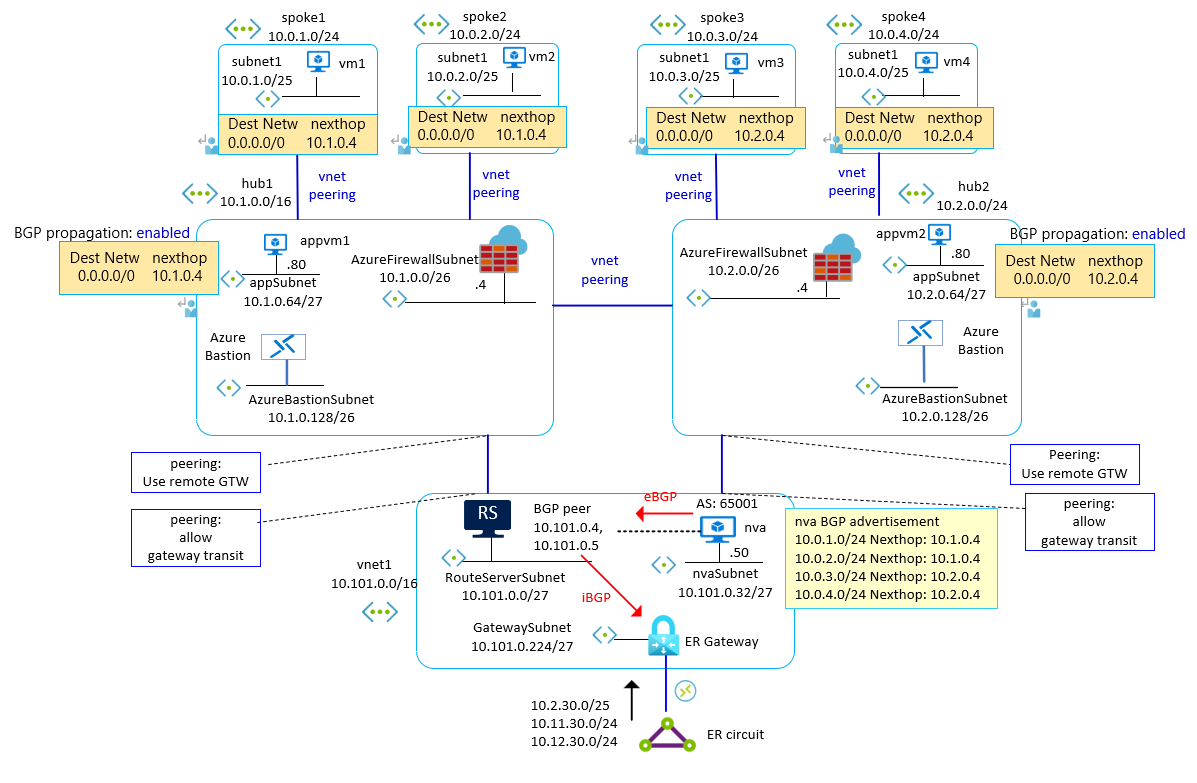 spoke1
10.0.1.0/24
spoke2
10.0.2.0/24
spoke3
10.0.3.0/24
spoke4
10.0.4.0/24
subnet1
10.0.1.0/25
vm1
subnet1
10.0.2.0/25
vm2
subnet1
10.0.3.0/25
vm3
subnet1
10.0.4.0/25
vm4
Dest Netw nexthop
0.0.0.0/0 10.1.0.4
Dest Netw nexthop
0.0.0.0/0 10.1.0.4
Dest Netw nexthop
0.0.0.0/0 10.2.0.4
Dest Netw nexthop
0.0.0.0/0 10.2.0.4
vnet
peering
vnet
peering
vnet
peering
vnet
peering
hub1
10.1.0.0/16
hub2
10.2.0.0/24
BGP propagation: enabled
Dest Netw nexthop
0.0.0.0/0 10.1.0.4
appvm1
.80
appSubnet
10.1.0.64/27
AzureFirewallSubnet
10.1.0.0/26
.4
vnet
peering
AzureFirewallSubnet
10.2.0.0/26
.4
appvm2
.80
appSubnet
10.2.0.64/27
BGP propagation: enabled
Dest Netw nexthop
0.0.0.0/0 10.2.0.4
Azure
Bastion
AzureBastionSubnet
10.1.0.128/26
Azure
Bastion
AzureBastionSubnet
10.2.0.128/26
peering:
Use remote GTW
Peering:
Use remote GTW
peering:
allow
gateway transit
peering:
allow
gateway transit
RS
BGP peer
10.101.0.4,
10.101.0.5
eBGP
AS: 65001
nva
.50
nvaSubnet
10.101.0.32/27
nva BGP advertisement
10.0.1.0/24 Nexthop: 10.1.0.4
10.0.2.0/24 Nexthop: 10.1.0.4
10.0.3.0/24 Nexthop: 10.2.0.4
10.0.4.0/24 Nexthop: 10.2.0.4
vnet1
10.101.0.0/16
RouteServerSubnet
10.101.0.0/27
iBGP
GatewaySubnet
10.101.0.224/27
ER Gateway
10.2.30.0/25
10.11.30.0/24
10.12.30.0/24
ER circuit